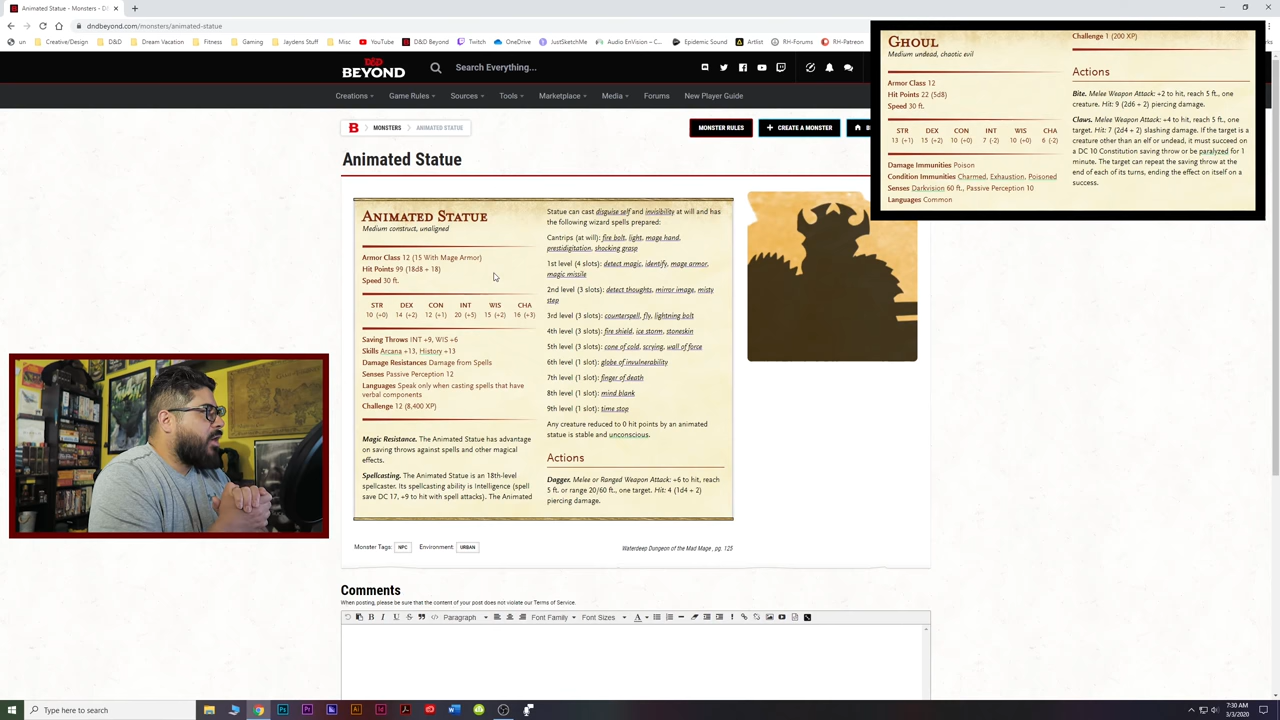 Animated Statue - Monsters - D&D
dndbeyond.com/monsters/animated-statue
un
Creative/Design
D&D
Dream Vacation
Fitness
Gaming
Jaydens Stuff
Misc
YouTube
D&D Beyond
Twitch
OneDrive
JustSketchMe
Audio EnVision – C...
Epidemic Sound
Artlist
RH-Forums
RH-Patreon
D&D
BEYOND
Search Everything...
Creations
Game Rules
Sources
Tools
Marketplace
Media
Forums
New Player Guide
B
MONSTERS
ANIMATED STATUE
MONSTER RULES
CREATE A MONSTER
Animated Statue
ANIMATED STATUE
Medium construct, unaligned
Armor Class 12 (15 With Mage Armor)
Hit Points 99 (18d8 + 18)
Speed 30 ft.
STR DEX CON INT WIS CHA
10 (+0) 14 (+2) 12 (+1) 20 (+5) 15 (+2) 16 (+3)
Saving Throws INT +9, WIS +6
Skills Arcana +13, History +13
Damage Resistances Damage from Spells
Senses Passive Perception 12
Languages Speak only when casting spells that have
verbal components
Challenge 12 (8,400 XP)
Magic Resistance. The Animated Statue has advantage
on saving throws against spells and other magical
effects.
Spellcasting. The Animated Statue is an 18th-level
spellcaster. Its spellcasting ability is Intelligence (spell
save DC 17, +9 to hit with spell attacks). The Animated
Statue can cast disguise self and invisibility at will and has
the following wizard spells prepared:
Cantrips (at will): fire bolt, light, mage hand,
prestidigitation, shocking grasp
1st level (4 slots): detect magic, identify, mage armor,
magic missile
2nd level (3 slots): detect thoughts, mirror image, misty
step
3rd level (3 slots): counterspell, fly, lightning bolt
4th level (3 slots): fire shield, ice storm, stoneskin
5th level (3 slots): cone of cold, scrying, wall of force
6th level (1 slot): globe of invulnerability
7th level (1 slot): finger of death
8th level (1 slot): mind blank
9th level (1 slot): time stop
Any creature reduced to 0 hit points by an animated
statue is stable and unconscious.
Actions
Dagger. Melee or Ranged Weapon Attack: +6 to hit, reach
5 ft. or range 20/60 ft., one target. Hit: 4 (1d4 + 2)
piercing damage.
Monster Tags: NPC Environment: URBAN
Waterdeep Dungeon of the Mad Mage , pg. 125
GHOUL
Medium undead, chaotic evil
Armor Class 12
Hit Points 22 (5d8)
Speed 30 ft.
STR DEX CON INT WIS CHA
13 (+1) 15 (+2) 10 (+0) 7 (-2) 10 (+0) 6 (-2)
Damage Immunities Poison
Condition Immunities Charmed, Exhaustion, Poisoned
Senses Darkvision 60 ft., Passive Perception 10
Languages Common
Challenge 1 (200 XP)
Actions
Bite. Melee Weapon Attack: +2 to hit, reach 5 ft., one
creature. Hit: 9 (2d6 + 2) piercing damage.
Claws. Melee Weapon Attack: +4 to hit, reach 5 ft., one
target. Hit: 7 (2d4 + 2) slashing damage. If the target is a
creature other than an elf or undead, it must succeed on
a DC 10 Constitution saving throw or be paralyzed for 1
minute. The target can repeat the saving throw at the
end of each of its turns, ending the effect on itself on a
success.
Comments
When posting, please be sure that the content of your post does not violate our Terms of Service.
Paragraph
Font Family
Font Sizes
Type here to search
7:30 AM
3/3/2020